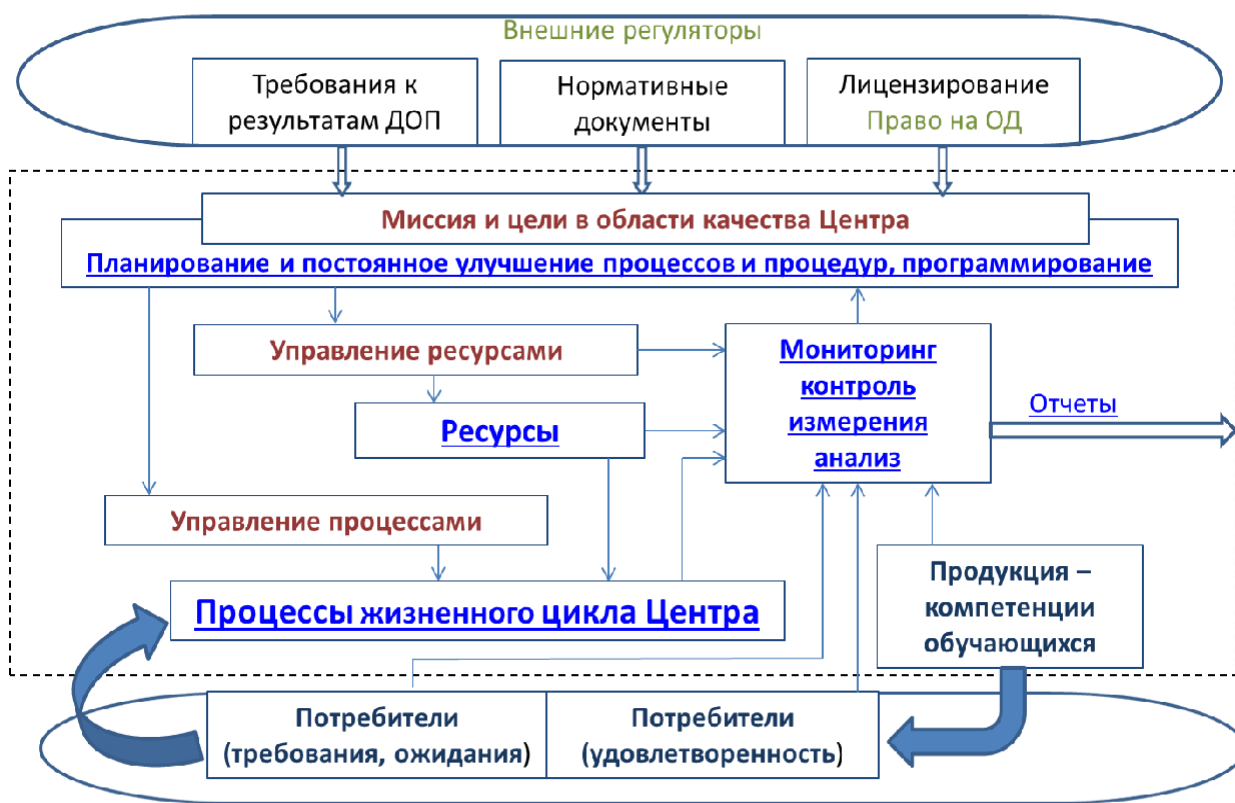 Внешние регуляторы
Требования к
результатам ДОП
Нормативные
документы
Лицензирование
Право на ОД
Миссия и цели в области качества Центра
Планирование и постоянное улучшение процессов и процедур, программирование
Управление ресурсами
Мониторинг
контроль
измерения
анализ
Отчеты
Ресурсы
Управление процессами
Процессы жизненного цикла Центра
Продукция –
компетенции
обучающихся
Потребители
(требования, ожидания)
Потребители
(удовлетворенность)